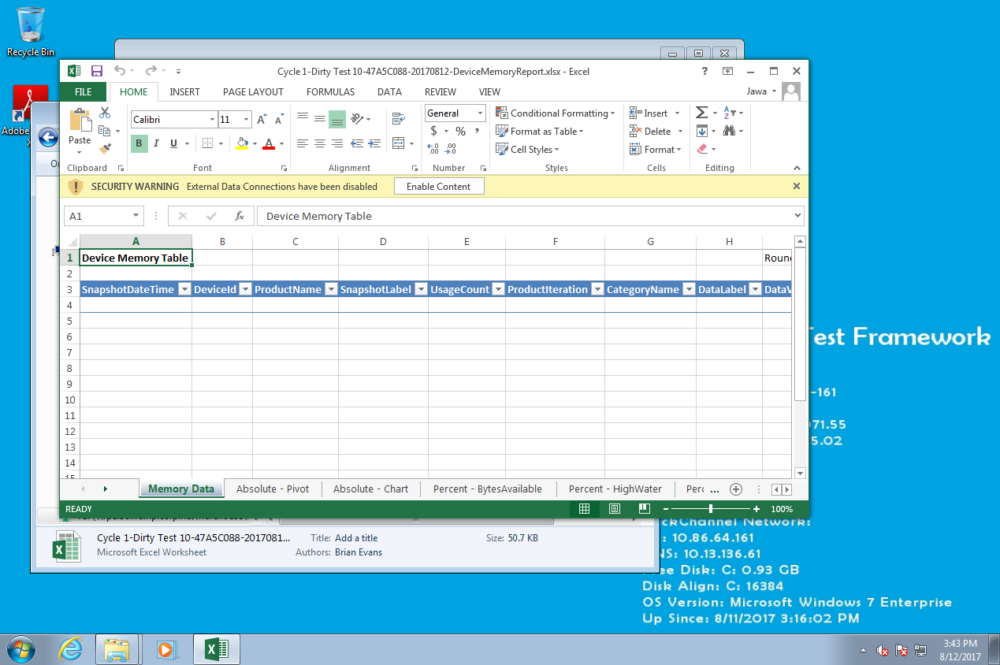 Recycle Bin
Adobe
Cycle 1-Dirty Test 10-47A5C088-20170812-DeviceMemoryReport.xlsx - Excel
FILE HOME INSERT PAGE LAYOUT FORMULAS DATA REVIEW VIEW Jawa
Paste
Calibri 11
General
B I U
$ % ,
Conditional Formatting
Format as Table
Cell Styles
Insert
Delete
Format
Clipboard Font Alignment Number Styles Cells Editing
SECURITY WARNING External Data Connections have been disabled Enable Content
A1 fx Device Memory Table
A B C D E F G H
1 Device Memory Table
2
3 SnapshotDateTime DeviceId ProductName SnapshotLabel UsageCount ProductIteration CategoryName DataLabel
4
5
6
7
8
9
10
11
12
13
14
15
Memory Data Absolute - Pivot Absolute - Chart Percent - BytesAvailable Percent - HighWater ...
READY 100%
Cycle 1-Dirty Test 10-47A5C088-2017081...
Microsoft Excel Worksheet
Title: Add a title
Authors: Brian Evans
Size: 50.7 KB
Test Framework
-161
71.55
5.02
Network:
: 10.86.64.161
: 10.13.136.61
Disk: C: 0.93 GB
Disk Align: C: 16384
OS Version: Microsoft Windows 7 Enterprise
Up Since: 8/11/2017 3:16:02 PM
3:43 PM
8/12/2017